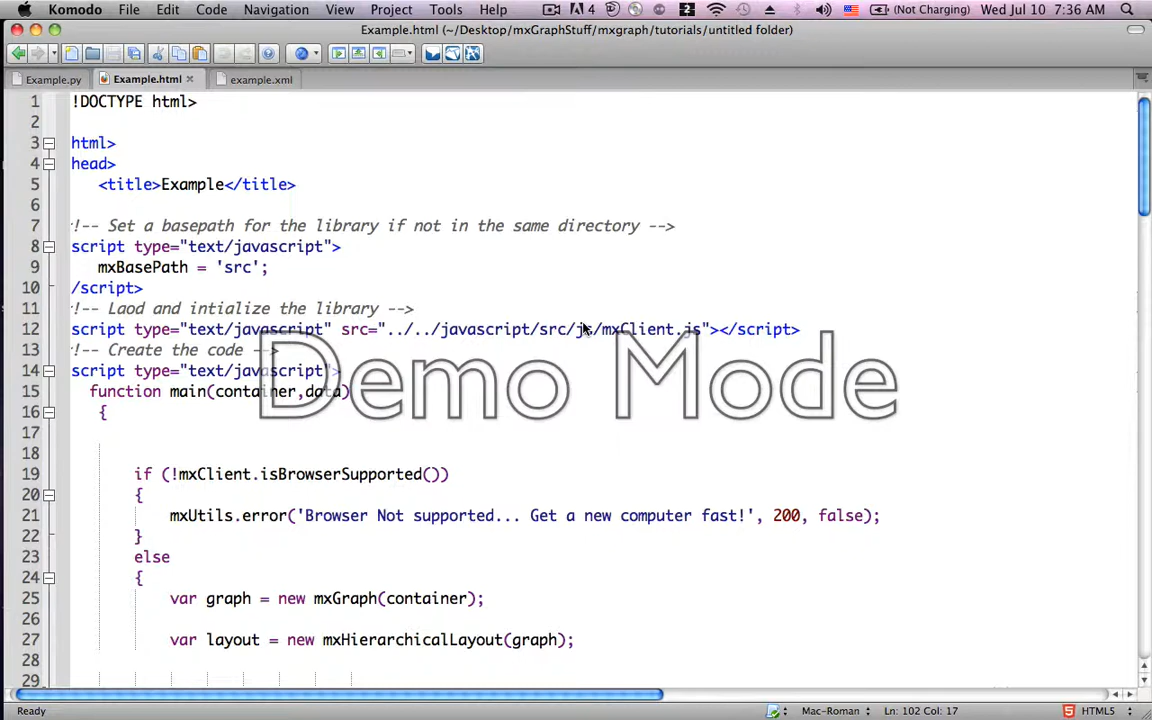 Komodo File Edit Code Navigation View Project Tools Help 4 2 (Not Charging) Wed Jul 10 7:36 AM
Example.html (~/Desktop/mxGraphStuff/mxgraph/tutorials/untitled folder)
Example.py Example.html example.xml
1 !DOCTYPE html>
2
3 html>
4 head>
5 <title>Example</title>
6
7 !-- Set a basepath for the library if not in the same directory -->
8 script type="text/javascript">
9 mxBasePath = 'src';
10 /script>
11 !-- Laod and intialize the library -->
12 script type="text/javascript" src="../../javascript/src/js/mxClient.js"></script>
13 !-- Create the code -->
14 script type="text/javascript">
15 function main(container,data)
16 {
17
18
19 if (!mxClient.isBrowserSupported())
20 {
21 mxUtils.error('Browser Not supported... Get a new computer fast!', 200, false);
22 }
23 else
24 {
25 var graph = new mxGraph(container);
26
27 var layout = new mxHierarchicalLayout(graph);
28
29
Demo Mode
Ready Mac-Roman Ln: 102 Col: 17 HTML5